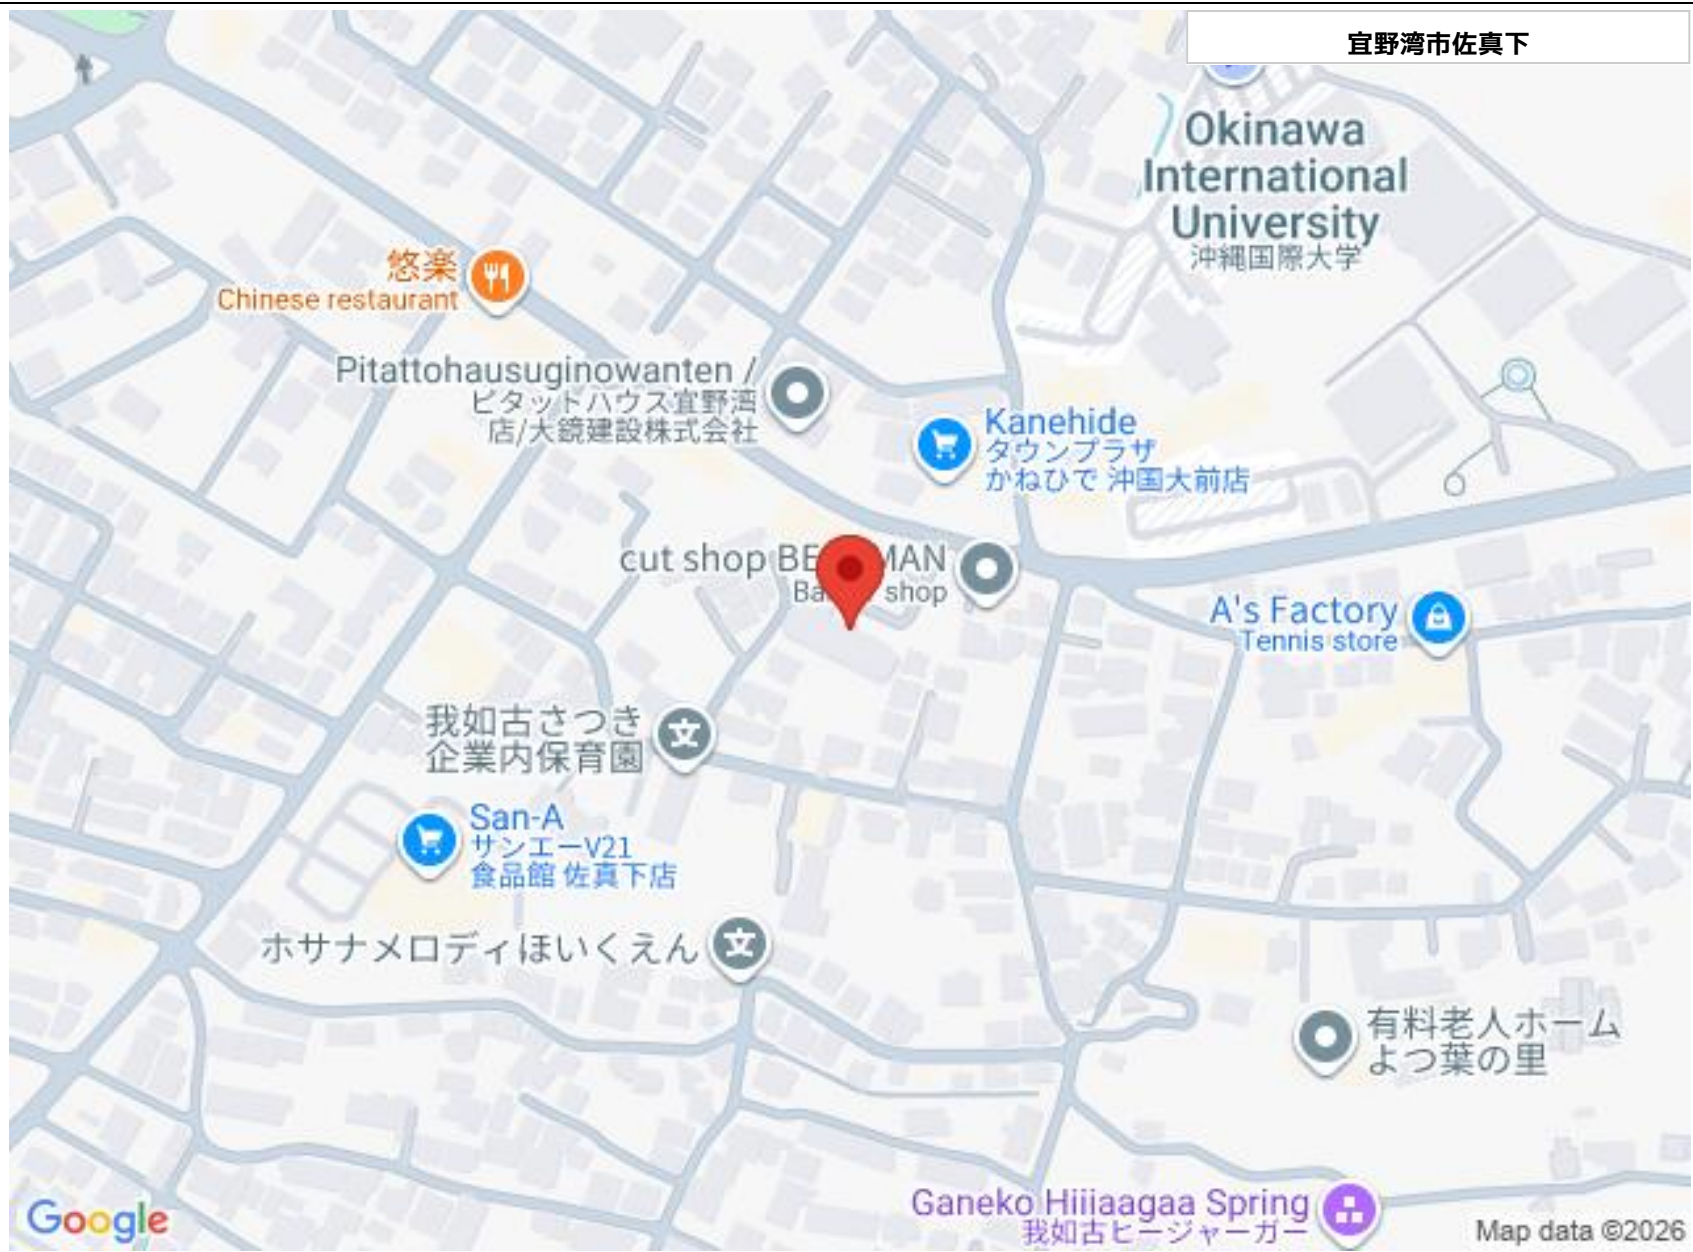 宜野湾市佐真下
Okinawa
International
University
沖縄国際大学
悠楽
Chinese restaurant
Pitattohausuginowanten /
ピタットハウス宜野湾
店/大鏡建設株式会社
Kanehide
タウンプラザ
かねひで 沖国大前店
cut shop BE MAN
Ba shop
A's Factory
Tennis store
我如古さつき
企業内保育園
San-A
サンエーV21
食品館 佐真下店
ホサナメロディほいくえん
有料老人ホーム
よつ葉の里
Ganeko Hiiiaagaa Spring
我如古ヒージャーガー
Google
Map data ©2026